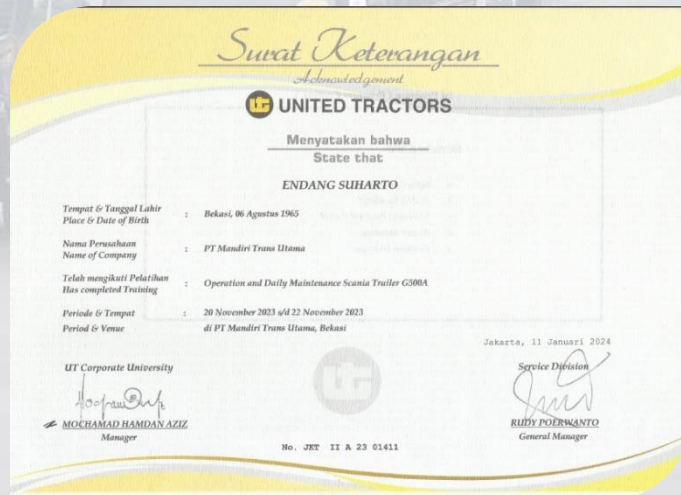 Surat Keterangan
Acknowledgement
UT UNITED TRACTORS
Menyatakan bahwa
State that
ENDANG SUHARTO
Tempat & Tanggal Lahir
Place & Date of Birth : Bekasi, 06 Agustus 1965
Nama Perusahaan
Name of Company : PT Mandiri Trans Utama
Telah mengikuti Pelatihan
Has completed Training : Operation and Daily Maintenance Scania Trailer G500A
Periode & Tempat : 20 November 2023 s/d 22 November 2023
Period & Venue di PT Mandiri Trans Utama, Bekasi
Jakarta, 11 Januari 2024
UT Corporate University
Service Division
MOCHAMAD HAMDAN AZIZ
Manager
RUDY POERWANTO
General Manager
No. JKT II A 23 01411